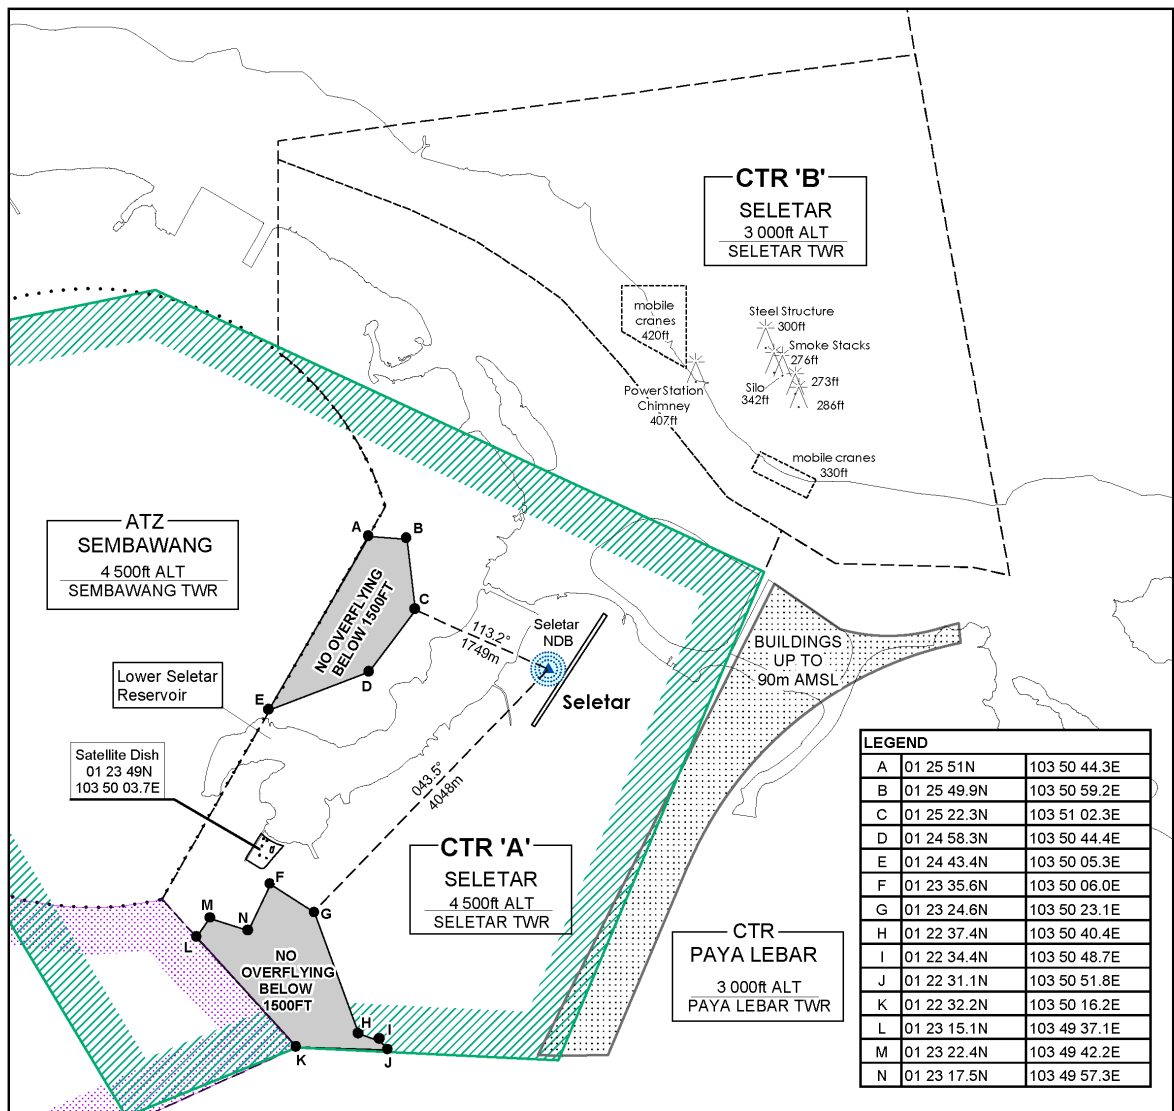 CTR 'B'
SELETAR
3 000ft ALT
SELETAR TWR
mobile
cranes
420ft
Steel Structure
300ft
Smoke Stacks
276ft
Silo
342ft
273ft
286ft
Power Station
Chimney
407ft
mobile cranes
330ft
ATZ
SEMBAWANG
4 500ft ALT
SEMBAWANG TWR
A
B
C
D
E
NO OVERFLYING
BELOW 1500FT
113.2°
1749m
Seletar
NDB
Seletar
BUILDINGS
UP TO
90m AMSL
Lower Seletar
Reservoir
Satellite Dish
01 23 49N
103 50 03.7E
043.5°
4048m
CTR 'A'
SELETAR
4 500ft ALT
SELETAR TWR
F
G
M
N
L
NO
OVERFLYING
BELOW
1500FT
H
I
J
K
CTR
PAYA LEBAR
3 000ft ALT
PAYA LEBAR TWR
LEGEND
A 01 25 51N 103 50 44.3E
B 01 25 49.9N 103 50 59.2E
C 01 25 22.3N 103 51 02.3E
D 01 24 58.3N 103 50 44.4E
E 01 24 43.4N 103 50 05.3E
F 01 23 35.6N 103 50 06.0E
G 01 23 24.6N 103 50 23.1E
H 01 22 37.4N 103 50 40.4E
I 01 22 34.4N 103 50 48.7E
J 01 22 31.1N 103 50 51.8E
K 01 22 32.2N 103 50 16.2E
L 01 23 15.1N 103 49 37.1E
M 01 23 22.4N 103 49 42.2E
N 01 23 17.5N 103 49 57.3E